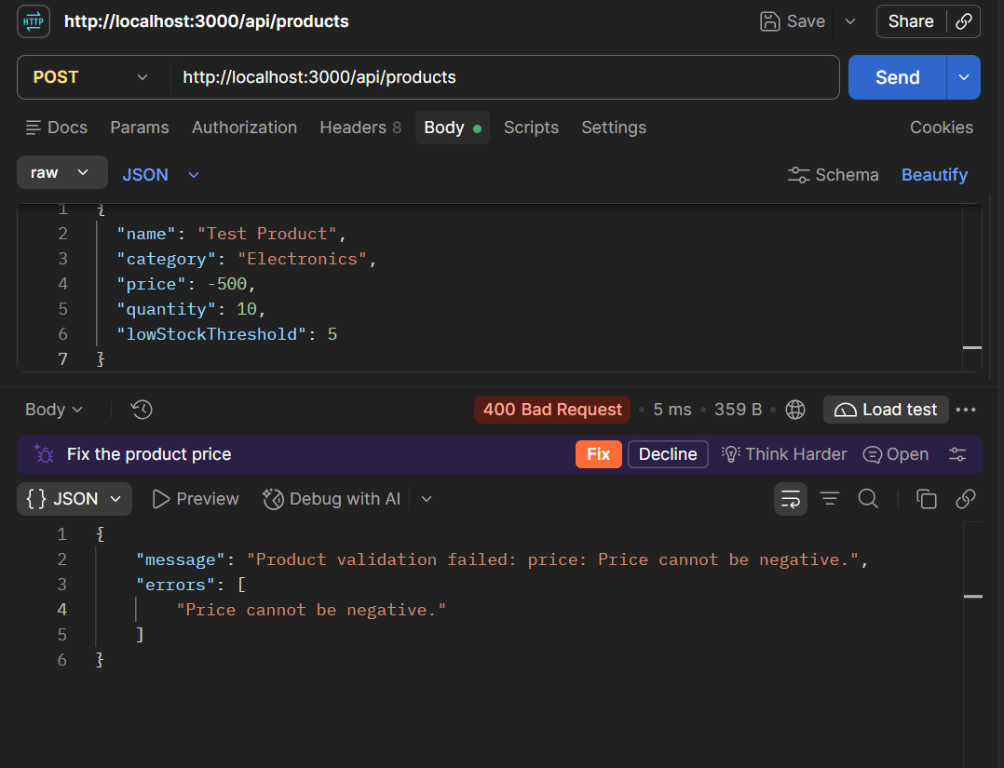 HTTP http://localhost:3000/api/products Save Share
POST http://localhost:3000/api/products Send
Docs Params Authorization Headers 8 Body Scripts Settings Cookies
raw JSON Schema Beautify
1 {
2 "name": "Test Product",
3 "category": "Electronics",
4 "price": -500,
5 "quantity": 10,
6 "lowStockThreshold": 5
7 }
Body 400 Bad Request • 5 ms • 359 B • Load test
Fix the product price Fix Decline Think Harder Open
{} JSON Preview Debug with AI
1 {
2 "message": "Product validation failed: price: Price cannot be negative.",
3 "errors": [
4 "Price cannot be negative."
5 ]
6 }